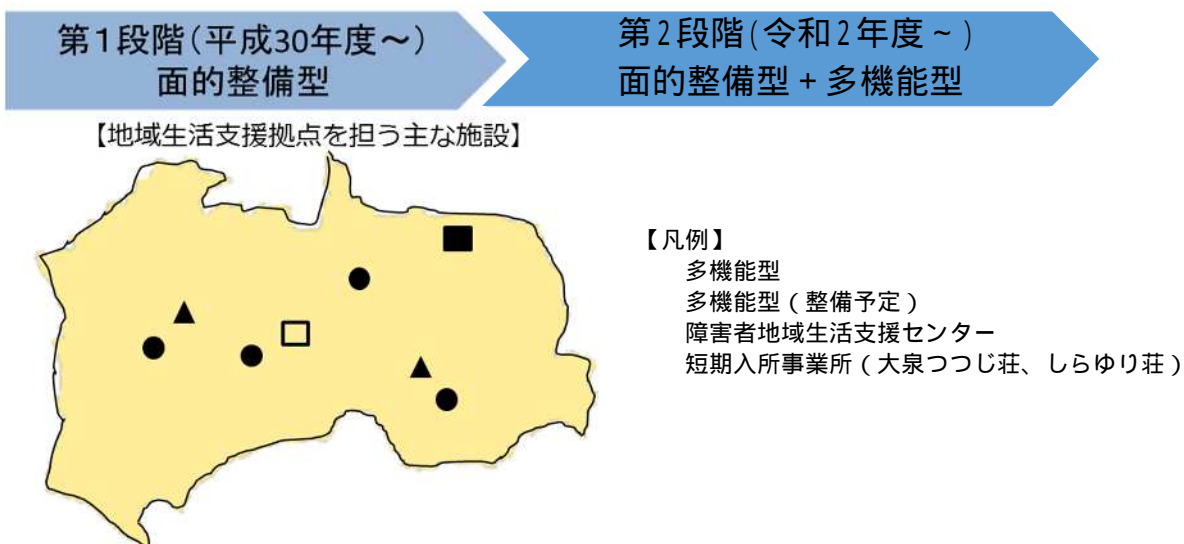 第1段階(平成30年度～)
面的整備型
第2段階(令和2年度~)
面的整備型+多機能型
【地域生活支援拠点を担う主な施設】
【凡例】
多機能型
多機能型(整備予定)
障害者地域生活支援センター
短期入所事業所(大泉つつじ荘、しらゆり荘)